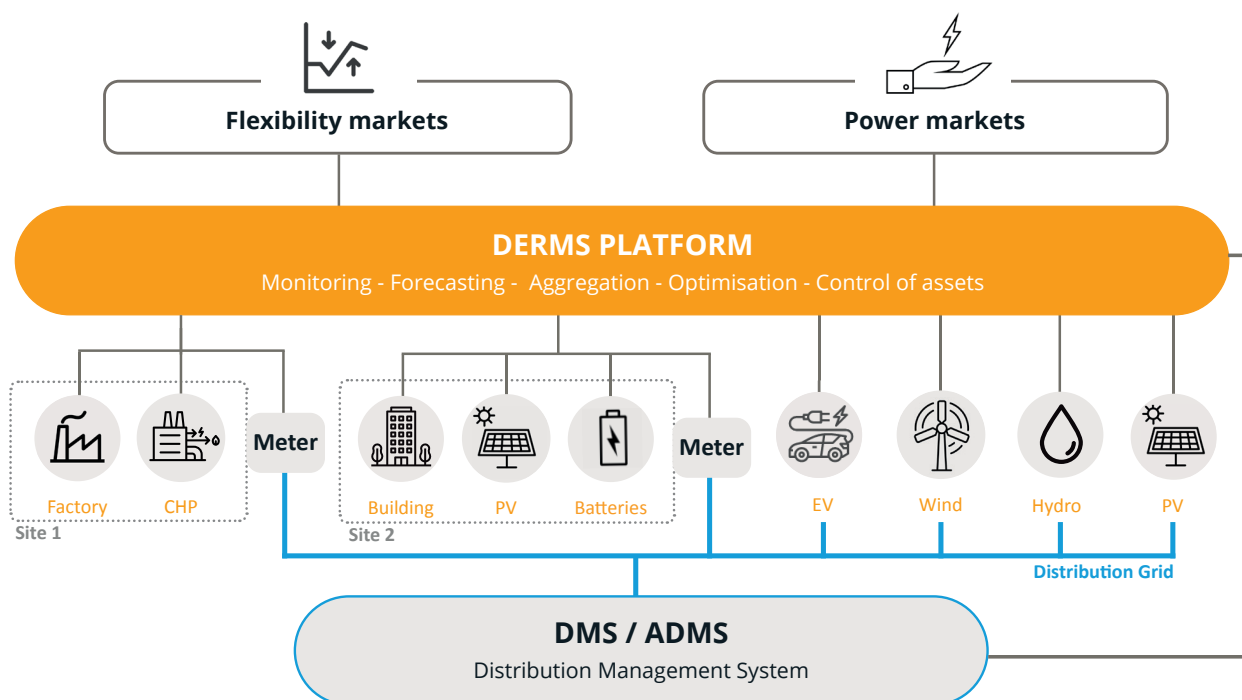 Flexibility markets
Power markets
DERMS PLATFORM
Monitoring - Forecasting - Aggregation - Optimisation - Control of assets
Meter
Meter
Factory
CHP
Building
PV
Batteries
EV
Wind
Hydro
PV
Site 1
Site 2
Distribution Grid
DMS / ADMS
Distribution Management System